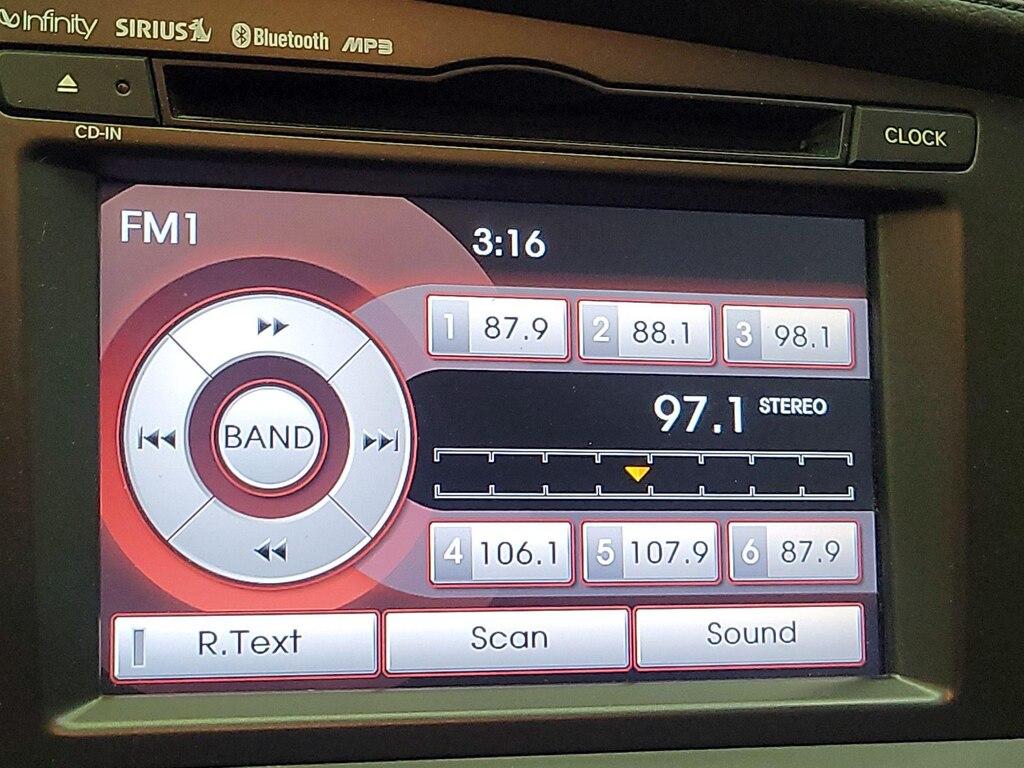 Infinity SIRIUS Bluetooth MP3
CD-IN
CLOCK
FM1
3:16
1 87.9 2 88.1 3 98.1
97.1 STEREO
BAND
4 106.1 5 107.9 6 87.9
R.Text Scan Sound